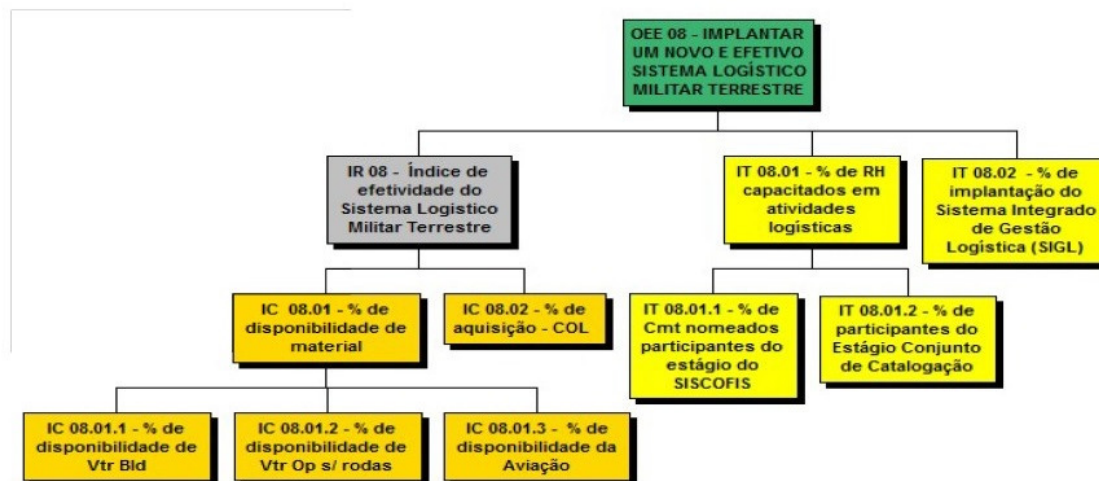 OEE 08 - IMPLANTAR
UM NOVO E EFETIVO
SISTEMA LOGÍSTICO
MILITAR TERRESTRE
IR 08 - Índice de
efetividade do
Sistema Logistico
Militar Terrestre
IT 08.01 - % de RH
capacitados em
atividades
logísticas
IT 08.02 - % de
implantação do
Sistema Integrado
de Gestão
Logística (SIGL)
IC 08.01 - % de
disponibilidade de
material
IC 08.02 - % de
aquisição - COL
IT 08.01.1 - % de
Cmt nomeados
participantes do
estágio do
SISCOFIS
IT 08.01.2 - % de
participantes do
Estágio Conjunto
de Catalogação
IC 08.01.1 - % de
disponibilidade de
Vtr Bld
IC 08.01.2 - % de
disponibilidade de
Vtr Op s/ rodas
IC 08.01.3 - % de
disponibilidade da
Aviação